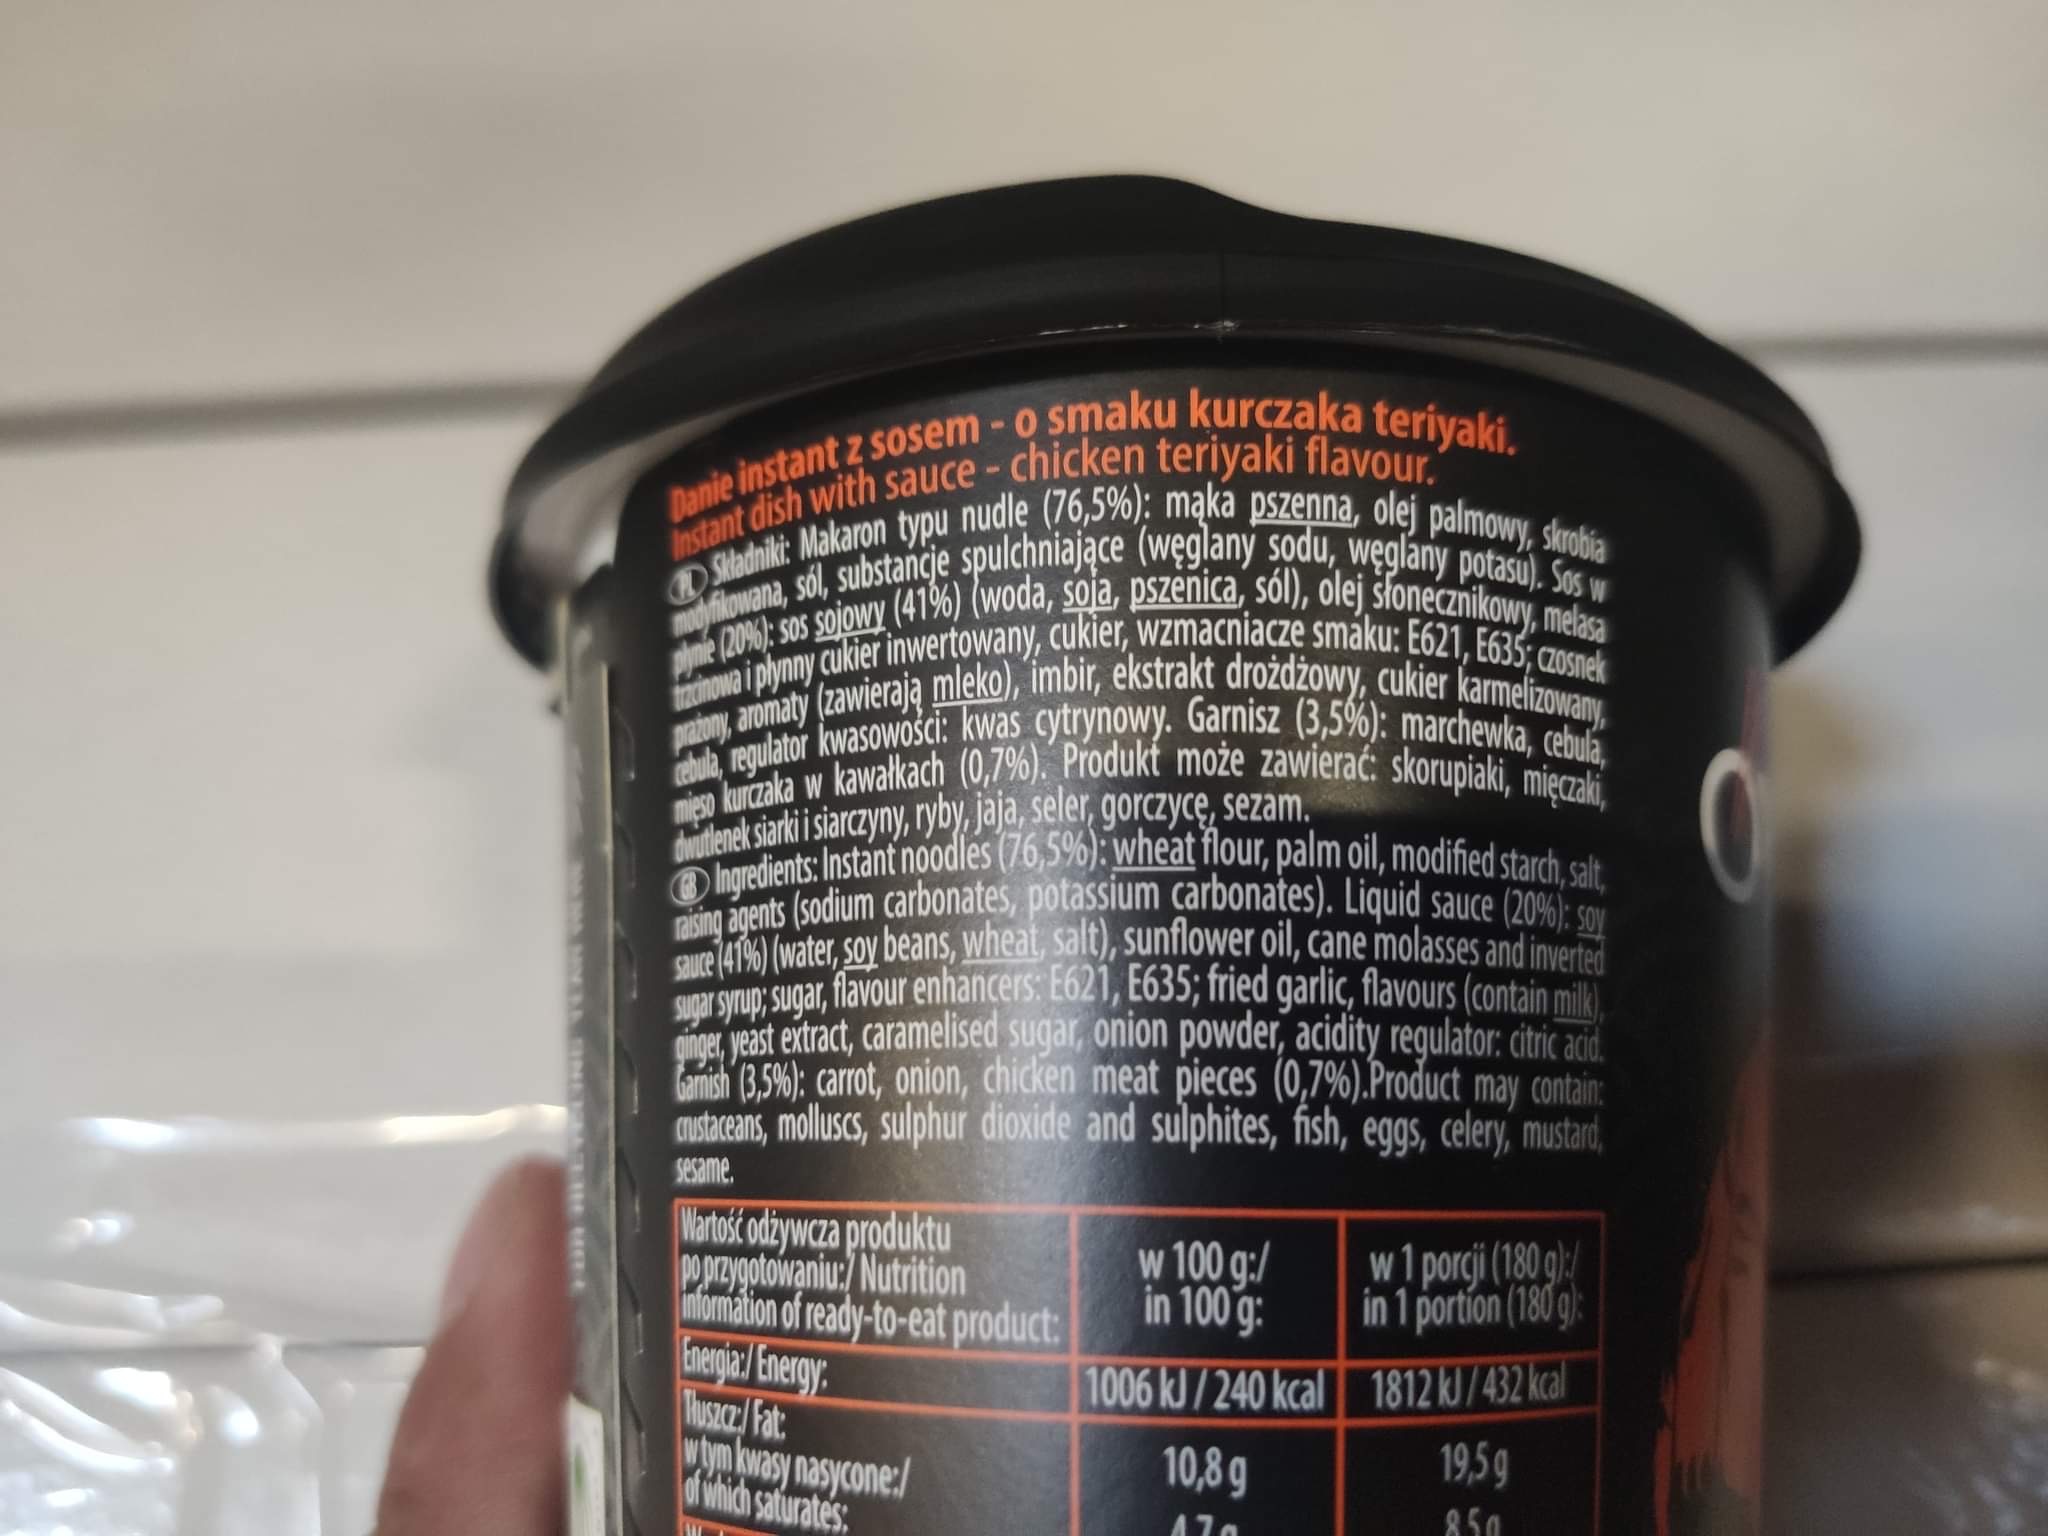 Danie instant z sosem - o smaku kurczaka teriyaki.
Instant dish with sauce - chicken teriyaki flavour.
PL Składniki: Makaron typu nudle (76,5%): mąka pszenna, olej palmowy, skrobia
modyfikowana, sól, substancje spulchniające (węglany sodu, węglany potasu). Sos w
płynie (20%): sos sojowy (41%) (woda, soja, pszenica, sól), olej słonecznikowy, melasa
trzcinowa i płynny cukier inwertowany, cukier, wzmacniacze smaku: E621, E635; czosnek
prażony, aromaty (zawierają mleko), imbir, ekstrakt drożdżowy, cukier karmelizowany,
cebula, regulator kwasowości: kwas cytrynowy. Garnisz (3,5%): marchewka, cebula,
mięso kurczaka w kawałkach (0,7%). Produkt może zawierać: skorupiaki, mięczaki,
dwutlenek siarki i siarczyny, ryby, jaja, seler, gorczycę, sezam.
GB Ingredients: Instant noodles (76,5%): wheat flour, palm oil, modified starch, salt,
raising agents (sodium carbonates, potassium carbonates). Liquid sauce (20%): soy
sauce (41%) (water, soy beans, wheat, salt), sunflower oil, cane molasses and inverted
sugar syrup; sugar, flavour enhancers: E621, E635; fried garlic, flavours (contain milk),
ginger, yeast extract, caramelised sugar, onion powder, acidity regulator: citric acid.
Garnish (3,5%): carrot, onion, chicken meat pieces (0,7%).Product may contain:
crustaceans, molluscs, sulphur dioxide and sulphites, fish, eggs, celery, mustard,
sesame.
Wartość odżywcza produktu
po przygotowaniu:/ Nutrition
information of ready-to-eat product:
w 100 g:/
in 100 g:
w 1 porcji (180 g):/
in 1 portion (180 g):
Energia:/ Energy:
1006 kJ / 240 kcal
1812 kJ / 432 kcal
Tłuszcz:/ Fat:
10,8 g
19,5 g
w tym kwasy nasycone:/
of which saturates:
4,7 g
8,5 g